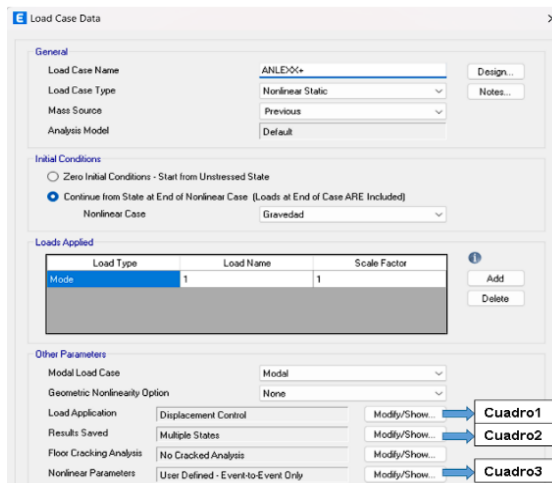 E Load Case Data
General
Load Case Name ANLEXX+ Design...
Load Case Type Nonlinear Static Notes...
Mass Source Previous
Analysis Model Default
Initial Conditions
Zero Initial Conditions - Start from Unstressed State
Continue from State at End of Nonlinear Case (Loads at End of Case ARE Included)
Nonlinear Case Gravedad
Loads Applied
Load Type Load Name Scale Factor
Mode 1 1 Add
Delete
Other Parameters
Modal Load Case Modal
Geometric Nonlinearity Option None
Load Application Displacement Control Modify/Show... Cuadro1
Results Saved Multiple States Modify/Show... Cuadro2
Floor Cracking Analysis No Cracked Analysis Modify/Show...
Nonlinear Parameters User Defined - Event-to-Event Only Modify/Show... Cuadro3